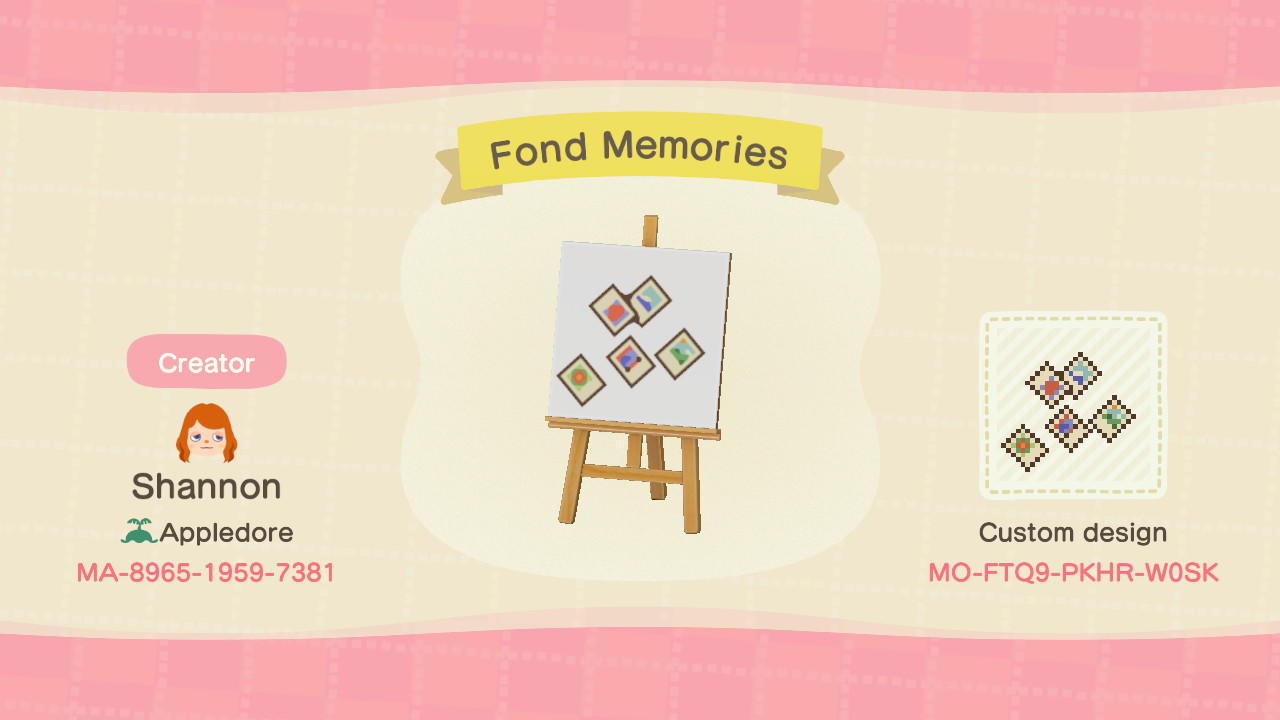 Fond Memories
Creator
Shannon
Appledore
MA-8965-1959-7381
Custom design
MO-FTQ9-PKHR-W0SK